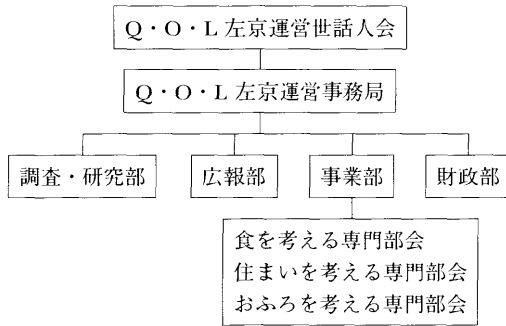 Q・O・L左京運営世話人会
Q・O・L左京運営事務局
調査・研究部 広報部 事業部 財政部
食を考える専門部会
住まいを考える専門部会
おふろを考える専門部会